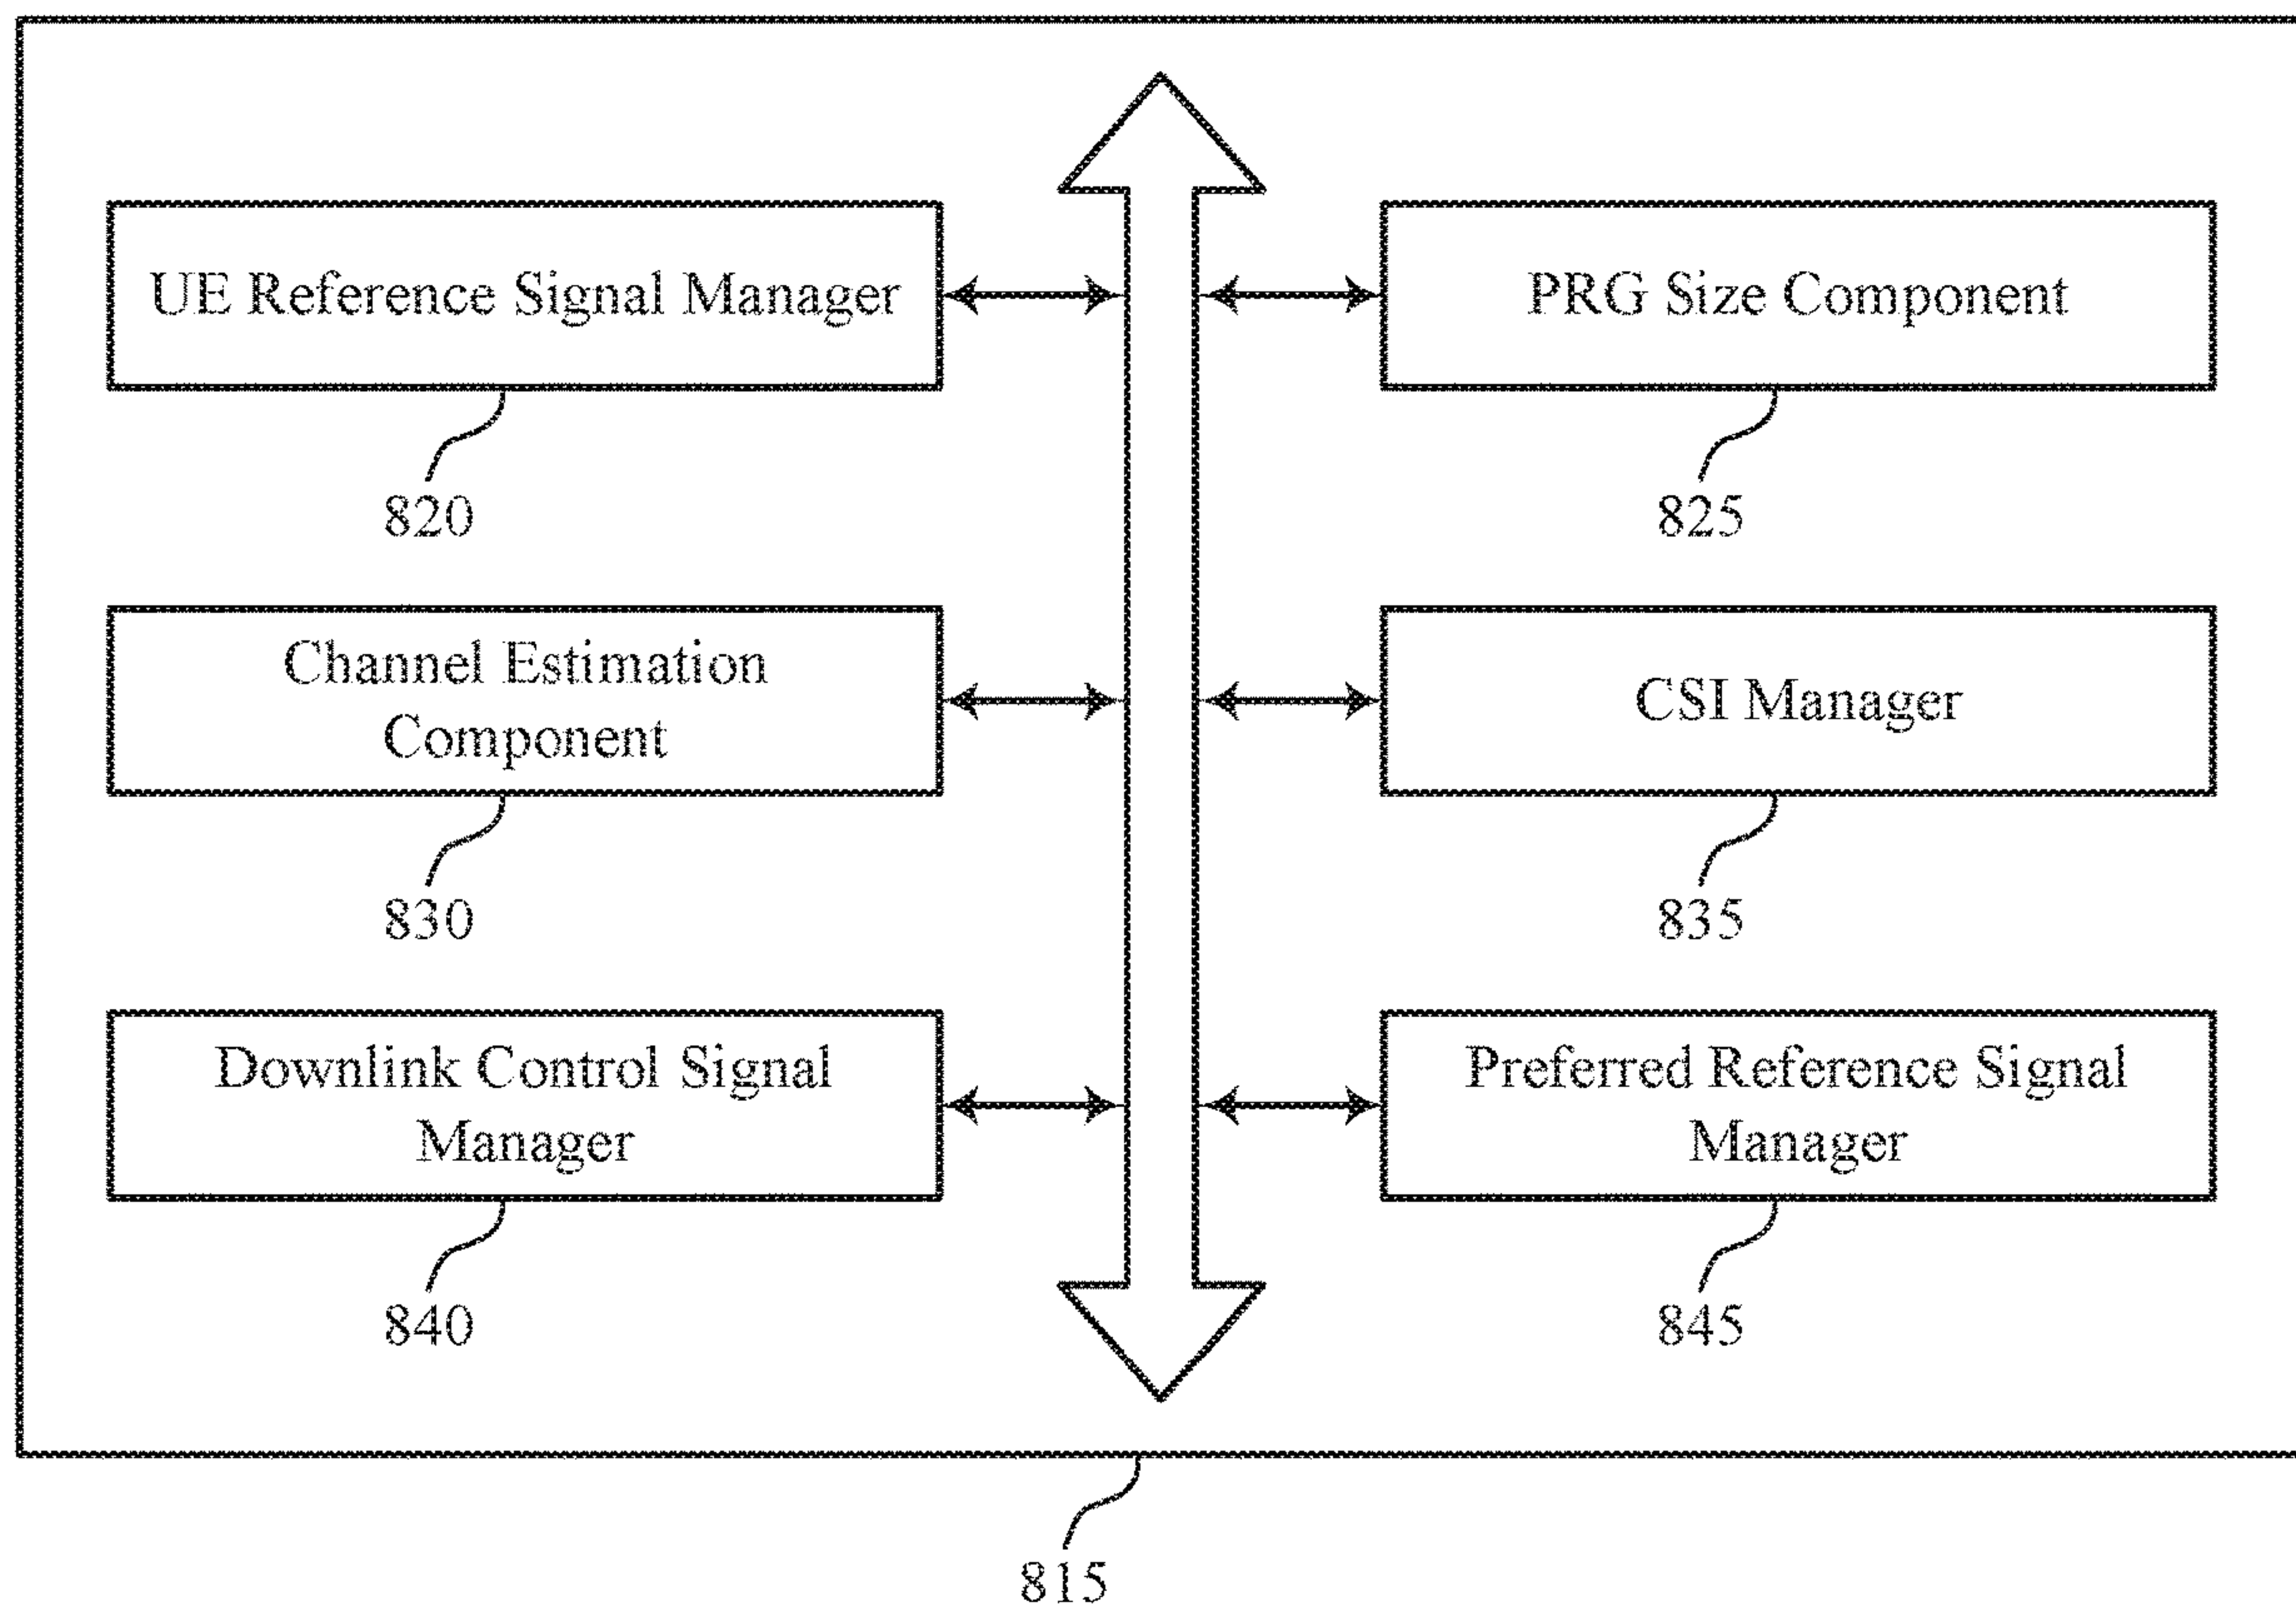 UE Reference Signal Manager
PRG Size Component
820
825
Channel Estimation
Component
CSI Manager
830
835
Downlink Control Signal
Manager
Preferred Reference Signal
Manager
840
845
815